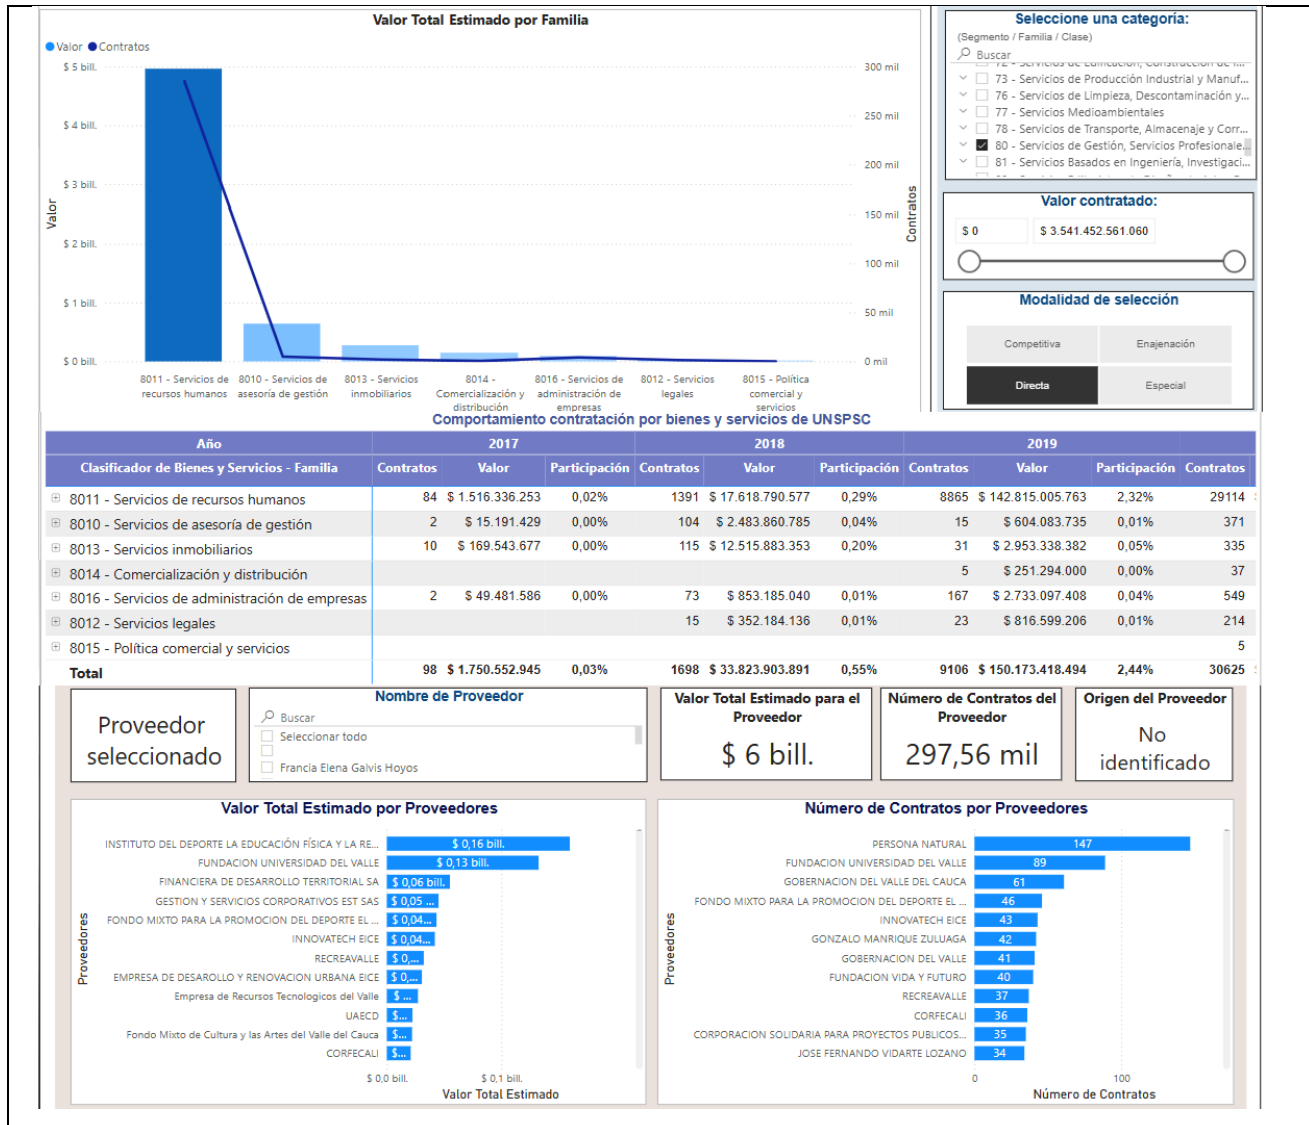 Valor Total Estimado por Familia
Valor Contratos
$ 5 bill.
$ 4 bill.
$ 3 bill.
$ 2 bill.
$ 1 bill.
$ 0 bill.
Valor
300 mil
250 mil
200 mil
150 mil
100 mil
50 mil
0 mil
Contratos
8011 - Servicios de recursos humanos
8010 - Servicios de asesoría de gestión
8013 - Servicios inmobiliarios
8014 - Comercialización y distribución
8016 - Servicios de administración de empresas
8012 - Servicios legales
8015 - Política comercial y servicios
Seleccione una categoría:
(Segmento / Familia / Clase)
Buscar
73 - Servicios de Producción Industrial y Manuf...
76 - Servicios de Limpieza, Descontaminación y...
77 - Servicios Medioambientales
78 - Servicios de Transporte, Almacenaje y Corr...
80 - Servicios de Gestión, Servicios Profesionale...
81 - Servicios Basados en Ingeniería, Investigaci...
Valor contratado:
$ 0 $ 3.541.452.561.060
Modalidad de selección
Competitiva Enajenación
Directa Especial
Comportamiento contratación por bienes y servicios de UNSPSC
Año 2017 2018 2019
Clasificador de Bienes y Servicios - Familia Contratos Valor Participación Contratos Valor Participación Contratos Valor Participación Contratos
8011 - Servicios de recursos humanos 84 $ 1.516.336.253 0,02% 1391 $ 17.618.790.577 0,29% 8865 $ 142.815.005.763 2,32% 29114
8010 - Servicios de asesoría de gestión 2 $ 15.191.429 0,00% 104 $ 2.483.860.785 0,04% 15 $ 604.083.735 0,01% 371
8013 - Servicios inmobiliarios 10 $ 169.543.677 0,00% 115 $ 12.515.883.353 0,20% 31 $ 2.953.338.382 0,05% 335
8014 - Comercialización y distribución 5 $ 251.294.000 0,00% 37
8016 - Servicios de administración de empresas 2 $ 49.481.586 0,00% 73 $ 853.185.040 0,01% 167 $ 2.733.097.408 0,04% 549
8012 - Servicios legales 15 $ 352.184.136 0,01% 23 $ 816.599.206 0,01% 214
8015 - Política comercial y servicios 5
Total 98 $ 1.750.552.945 0,03% 1698 $ 33.823.903.891 0,55% 9106 $ 150.173.418.494 2,44% 30625
Proveedor seleccionado
Nombre de Proveedor
Buscar
Seleccionar todo
Francia Elena Galvis Hoyos
Valor Total Estimado para el Proveedor
$ 6 bill.
Número de Contratos del Proveedor
297,56 mil
Origen del Proveedor
No identificado
Valor Total Estimado por Proveedores
Proveedores
INSTITUTO DEL DEPORTE LA EDUCACIÓN FÍSICA Y LA RE... $ 0,16 bill.
FUNDACION UNIVERSIDAD DEL VALLE $ 0,13 bill.
FINANCIERA DE DESARROLLO TERRITORIAL SA $ 0,06 bill.
GESTION Y SERVICIOS CORPORATIVOS EST SAS $ 0,05 ...
FONDO MIXTO PARA LA PROMOCION DEL DEPORTE EL ... $ 0,04...
INNOVATECH EICE $ 0,04...
RECREAVALLE $ 0,...
EMPRESA DE DESAROLLO Y RENOVACION URBANA EICE $ 0,...
Empresa de Recursos Tecnologicos del Valle $ ...
UAECD $...
Fondo Mixto de Cultura y las Artes del Valle del Cauca $...
CORFECALI $...
$ 0,0 bill. $ 0,1 bill.
Valor Total Estimado
Número de Contratos por Proveedores
Proveedores
PERSONA NATURAL 147
FUNDACION UNIVERSIDAD DEL VALLE 89
GOBERNACION DEL VALLE DEL CAUCA 61
FONDO MIXTO PARA LA PROMOCION DEL DEPORTE EL ... 46
INNOVATECH EICE 43
GONZALO MANRIQUE ZULUAGA 42
GOBERNACION DEL VALLE 41
FUNDACION VIDA Y FUTURO 40
RECREAVALLE 37
CORFECALI 36
CORPORACION SOLIDARIA PARA PROYECTOS PUBLICOS... 35
JOSE FERNANDO VIDARTE LOZANO 34
0 100
Número de Contratos